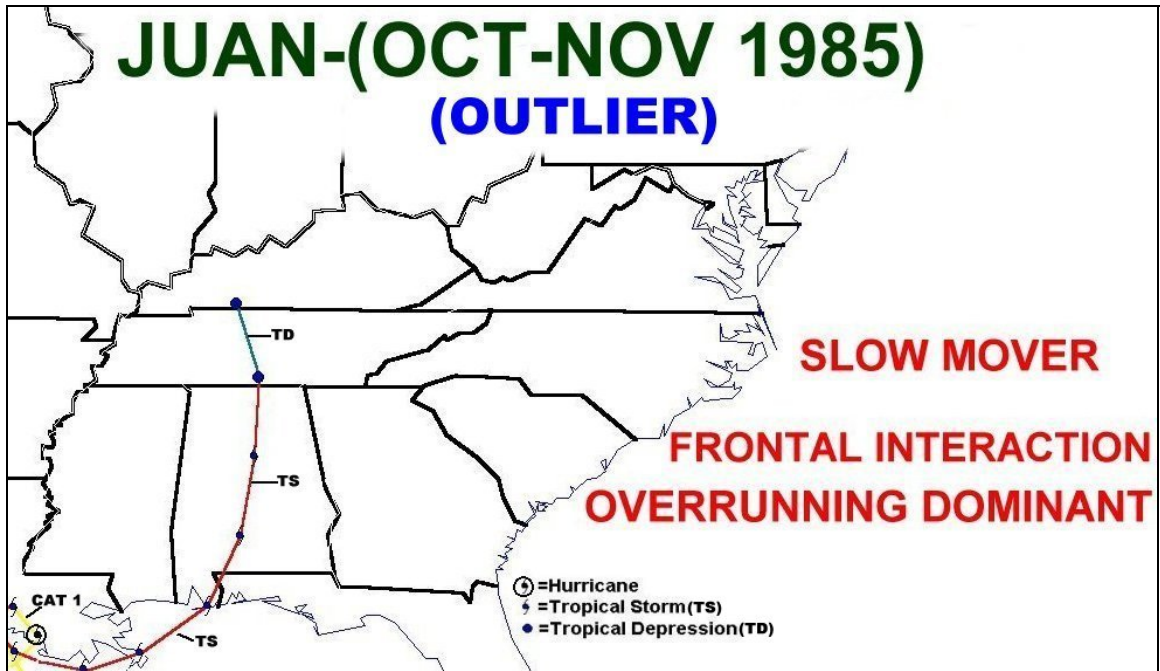 JUAN-(OCT-NOV 1985)
(OUTLIER)
TD
SLOW MOVER
FRONTAL INTERACTION
TS
OVERRUNNING DOMINANT
=Hurricane
CAT 1
=Tropical Storm(TS)
TS
=Tropical Depression(TD)